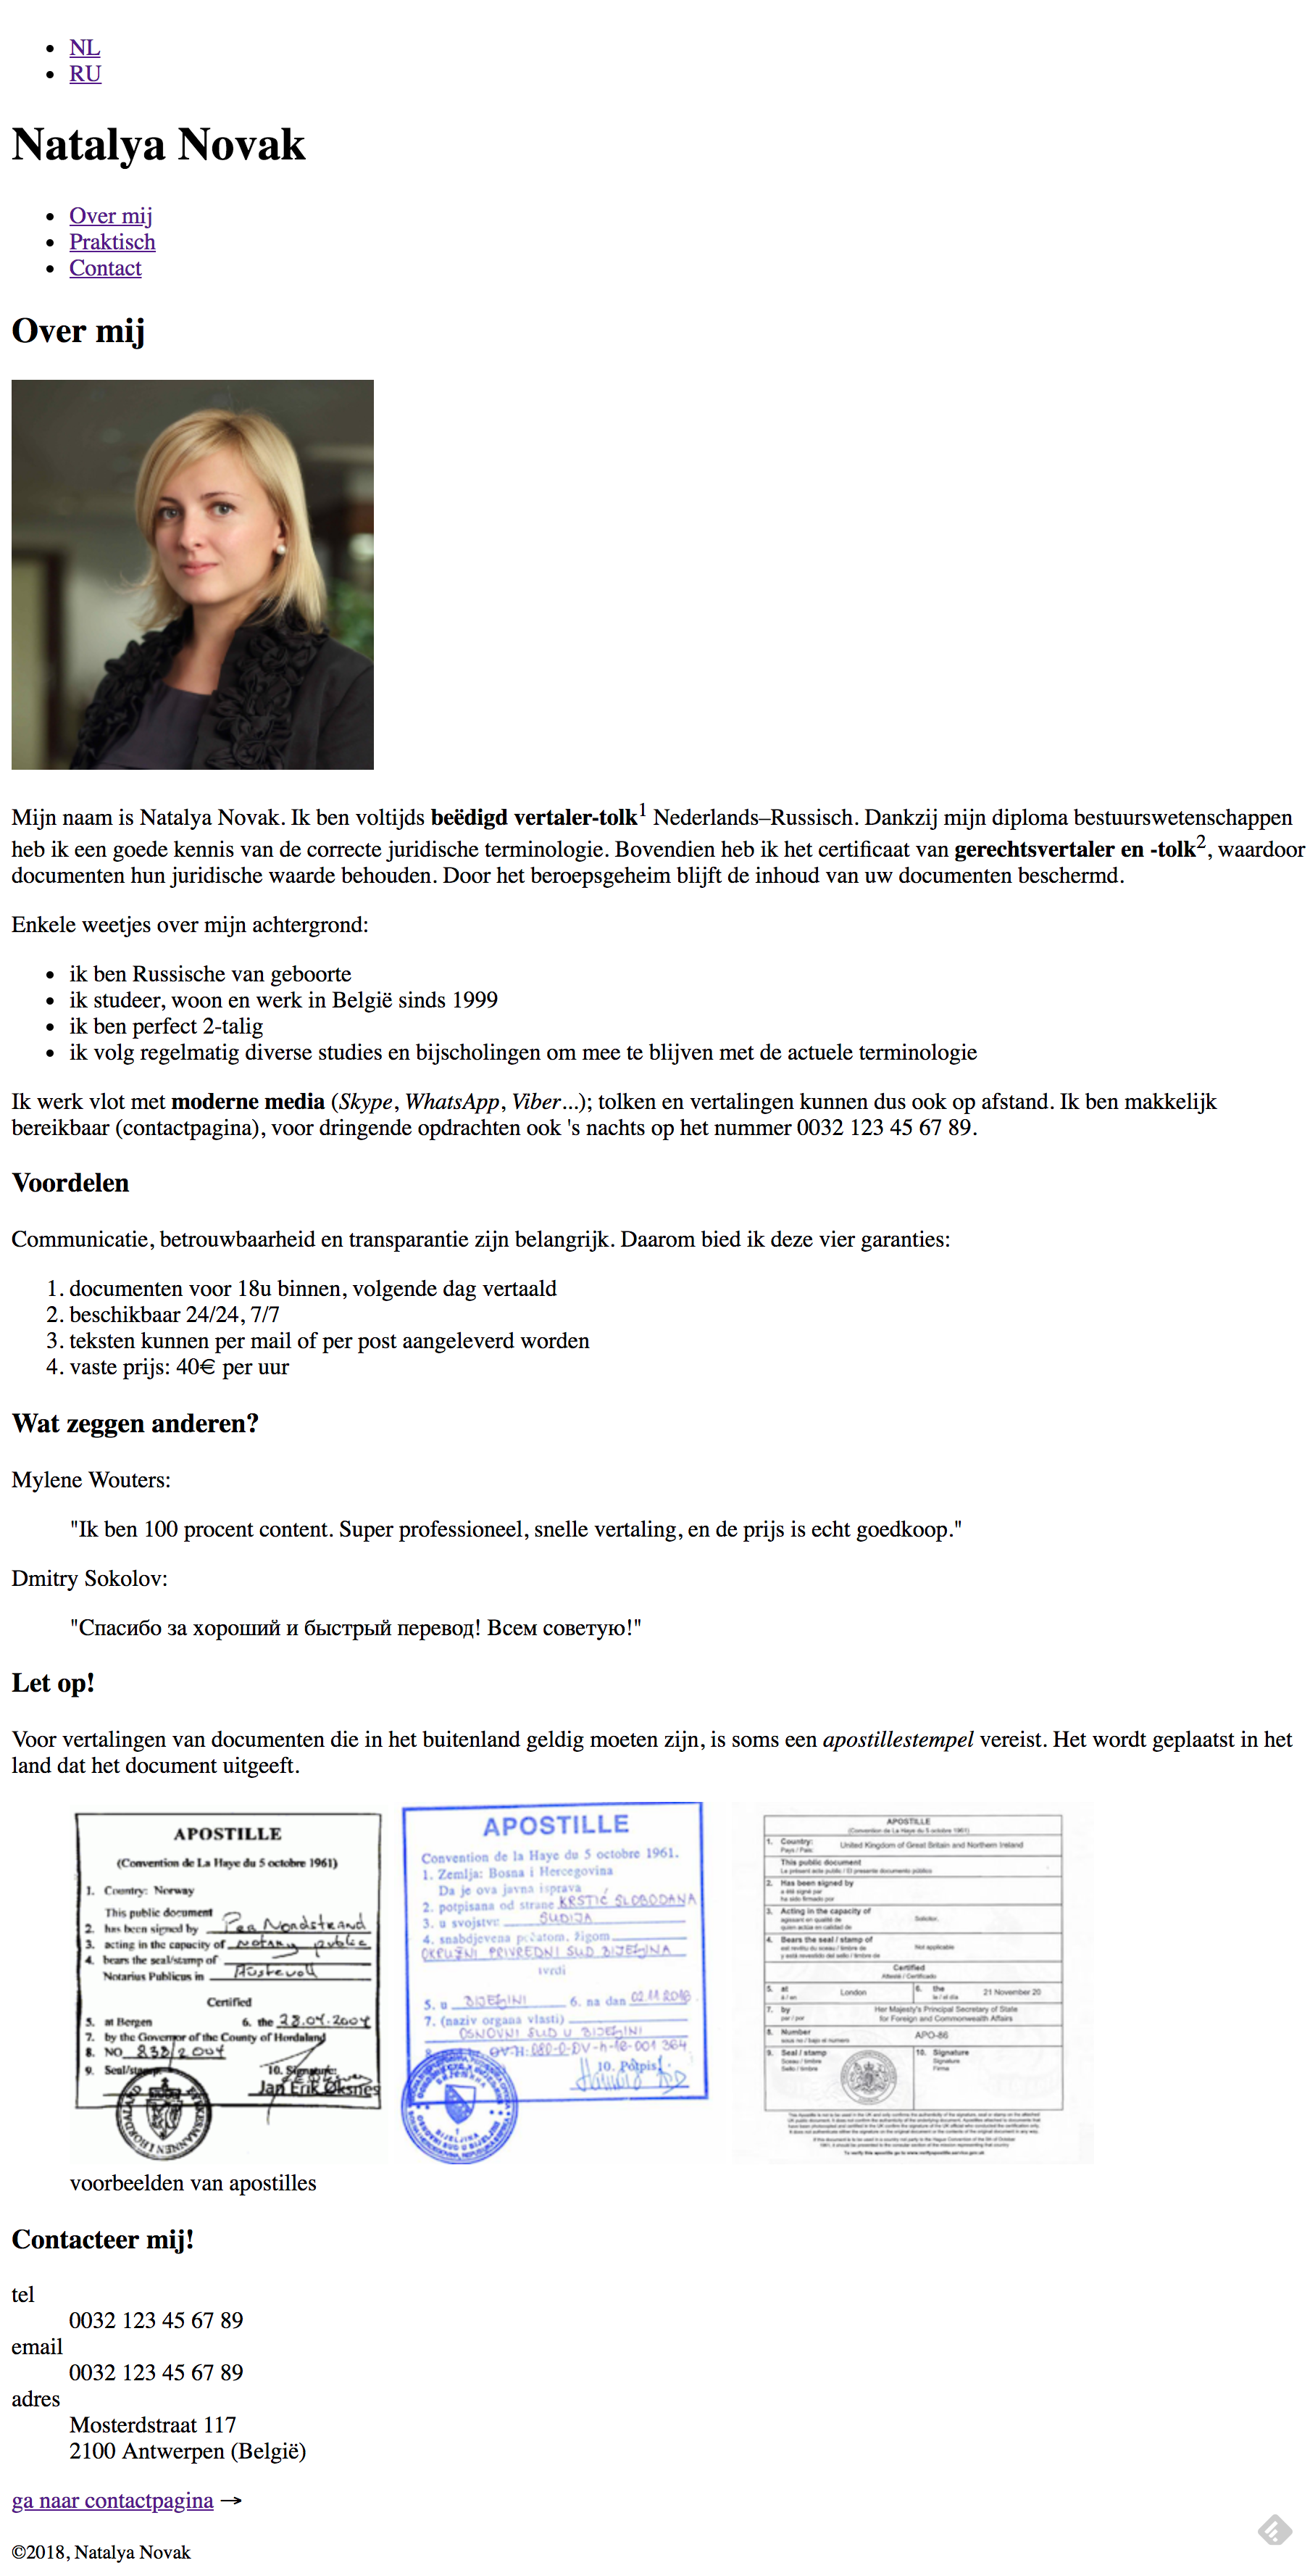 NL
RU
Natalya Novak
Over mij
Praktisch
Contact
Over mij
Mijn naam is Natalya Novak. Ik ben voltijds beëdigd vertaler-tolk1 Nederlands–Russisch. Dankzij mijn diploma bestuurswetenschappen
heb ik een goede kennis van de correcte juridische terminologie. Bovendien heb ik het certificaat van gerechtsvertaler en -tolk2, waardoor
documenten hun juridische waarde behouden. Door het beroepsgeheim blijft de inhoud van uw documenten beschermd.
Enkele weetjes over mijn achtergrond:
ik ben Russische van geboorte
ik studeer, woon en werk in België sinds 1999
ik ben perfect 2-talig
ik volg regelmatig diverse studies en bijscholingen om mee te blijven met de actuele terminologie
Ik werk vlot met moderne media (Skype, WhatsApp, Viber...); tolken en vertalingen kunnen dus ook op afstand. Ik ben makkelijk
bereikbaar (contactpagina), voor dringende opdrachten ook 's nachts op het nummer 0032 123 45 67 89.
Voordelen
Communicatie, betrouwbaarheid en transparantie zijn belangrijk. Daarom bied ik deze vier garanties:
1. documenten voor 18u binnen, volgende dag vertaald
2. beschikbaar 24/24, 7/7
3. teksten kunnen per mail of per post aangeleverd worden
4. vaste prijs: 40€ per uur
Wat zeggen anderen?
Mylene Wouters:
"Ik ben 100 procent content. Super professioneel, snelle vertaling, en de prijs is echt goedkoop."
Dmitry Sokolov:
"Спасибо за хороший и быстрый перевод! Всем советую!"
Let op!
Voor vertalingen van documenten die in het buitenland geldig moeten zijn, is soms een apostillestempel vereist. Het wordt geplaatst in het
land dat het document uitgeeft.
APOSTILLE
(Convention de La Haye du 5 octobre 1961)
1. Country: Norway
This public document
2. has been signed by Per Nordstrand
3. acting in the capacity of notary public
4. bears the seal/stamp of
Notarius Publicus in Austevoll
Certified
5. at Bergen 6. the 28.04.2004
7. by the Governor of the County of Hordaland
8. NO 838/2004
9. Seal/stamp 10. Signature:
Jan Erik Øksnes
APOSTILLE
Convention de la Haye du 5 octobre 1961.
1. Zemlja: Bosna i Hercegovina
Da je ova javna isprava
2. potpisana od strane KRSTIĆ SLOBODANA
3. u svojstvu SUDIJA
4. snabdjevena pečatom, žigom
OKRUŽNI PRIVREDNI SUD BIJELJINA
tvrdi
5. u BIJELJINI 6. na dan 02.11.2018.
7. (naziv organa vlasti)
OSNOVNI SUD U BIJELJINI
10. Potpis
APOSTILLE
(Convention de La Haye du 5 octobre 1961)
1. Country: United Kingdom of Great Britain and Northern Ireland
Pays / País:
This public document
2. Has been signed by
3. Acting in the capacity of Solicitor
4. Bears the seal / stamp of Not applicable
Certified
5. at London 6. the 21 November 20
7. by Her Majesty's Principal Secretary of State
for Foreign and Commonwealth Affairs
8. Number APO-86
9. Seal / stamp 10. Signature
voorbeelden van apostilles
Contacteer mij!
tel
0032 123 45 67 89
email
0032 123 45 67 89
adres
Mosterdstraat 117
2100 Antwerpen (België)
ga naar contactpagina →
©2018, Natalya Novak